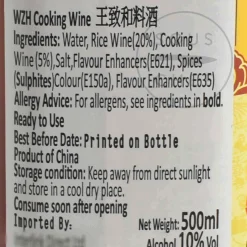 WZH Cooking Wine 王致和料酒
Ingredients: Water, Rice Wine(20%), Cooking
Wine(5%),Salt,Flavour Enhancers(E621), Spices
(Sulphites)Colour(E150a), Flavour Enhancers(E635)
Allergy Advice: For allergens, see ingredients in bold.
Ready to Use
Best Before Date: Printed on Bottle
Product of China
Storage condition: Keep away from direct sunlight
and store in a cool dry place.
Consume soon after opening
Imported By:
Net Weight: 500ml
Alcohol 10% Vol